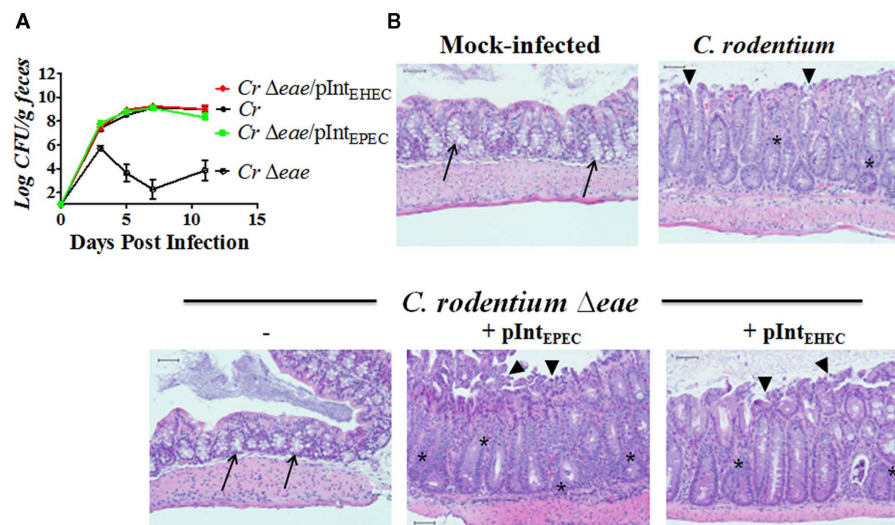 A
B
Log CFU/g feces
12
10
8
6
4
2
0
5
10
15
Days Post Infection
Cr Δeae/pIntEHEC
Cr
Cr Δeae/pIntEPEC
Cr Δeae
Mock-infected
C. rodentium
*
*
C. rodentium Δeae
-
+ pIntEPEC
+ pIntEHEC
*
*
*
*
*
*